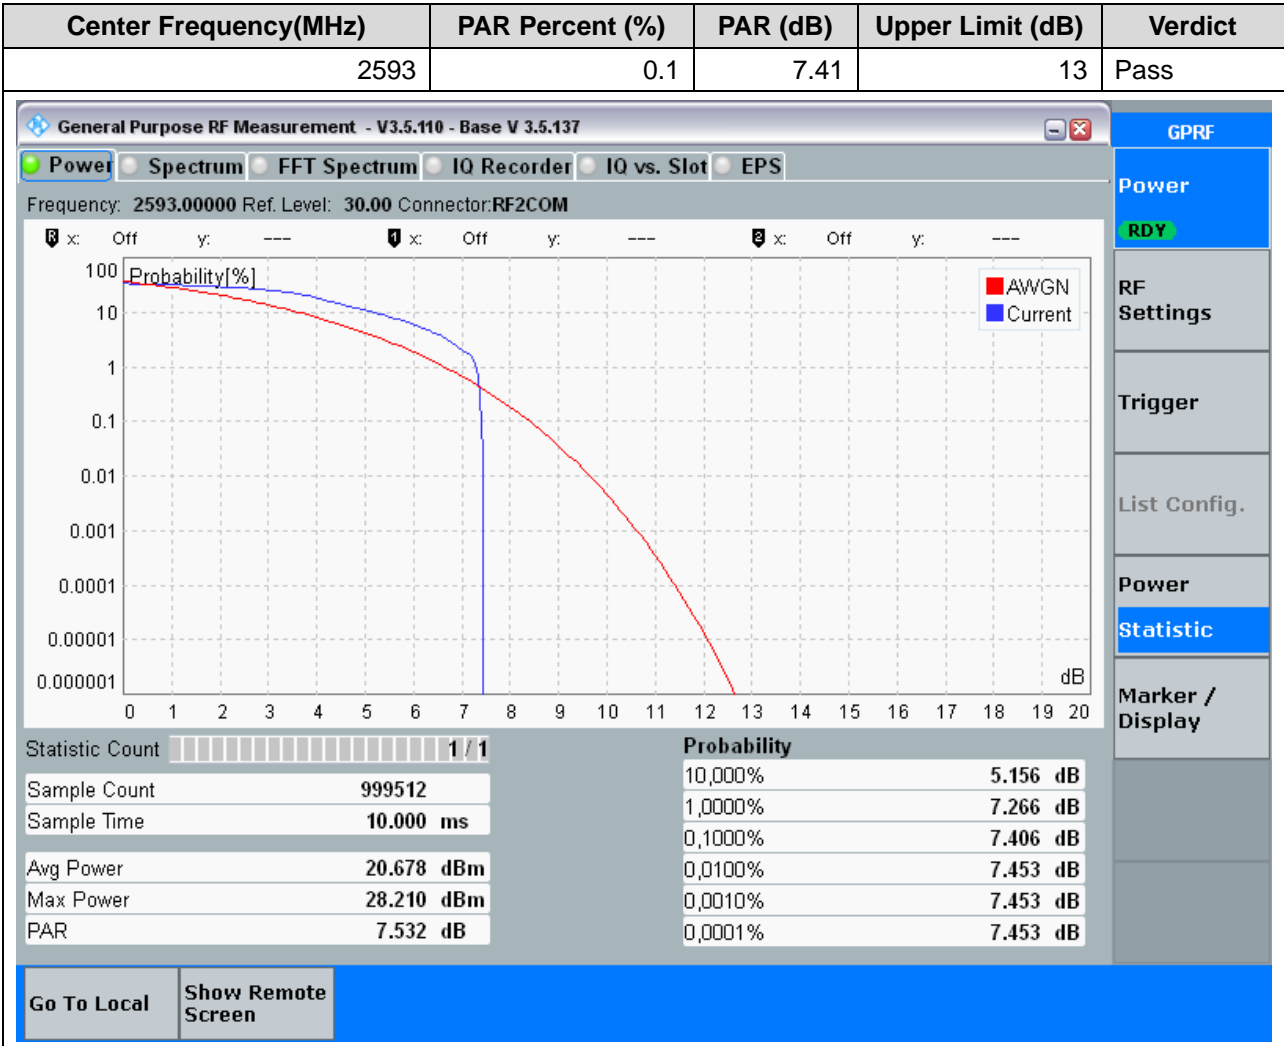 Center Frequency(MHz) PAR Percent (%) PAR (dB) Upper Limit (dB) Verdict
2593 0.1 7.41 13 Pass
General Purpose RF Measurement - V3.5.110 - Base V 3.5.137
GPRF
Power Spectrum FFT Spectrum IQ Recorder IQ vs. Slot EPS
Power
RDY
Frequency: 2593.00000 Ref. Level: 30.00 Connector:RF2COM
R x: Off y: --- 1 x: Off y: --- 2 x: Off y: ---
Probability[%]
AWGN
Current
100
10
1
0.1
0.01
0.001
0.0001
0.00001
0.000001
dB
0 1 2 3 4 5 6 7 8 9 10 11 12 13 14 15 16 17 18 19 20
RF
Settings
Trigger
List Config.
Power
Statistic
Marker /
Display
Statistic Count 1 / 1
Sample Count 999512
Sample Time 10.000 ms
Avg Power 20.678 dBm
Max Power 28.210 dBm
PAR 7.532 dB
Probability
10,000% 5.156 dB
1,0000% 7.266 dB
0,1000% 7.406 dB
0,0100% 7.453 dB
0,0010% 7.453 dB
0,0001% 7.453 dB
Go To Local
Show Remote
Screen